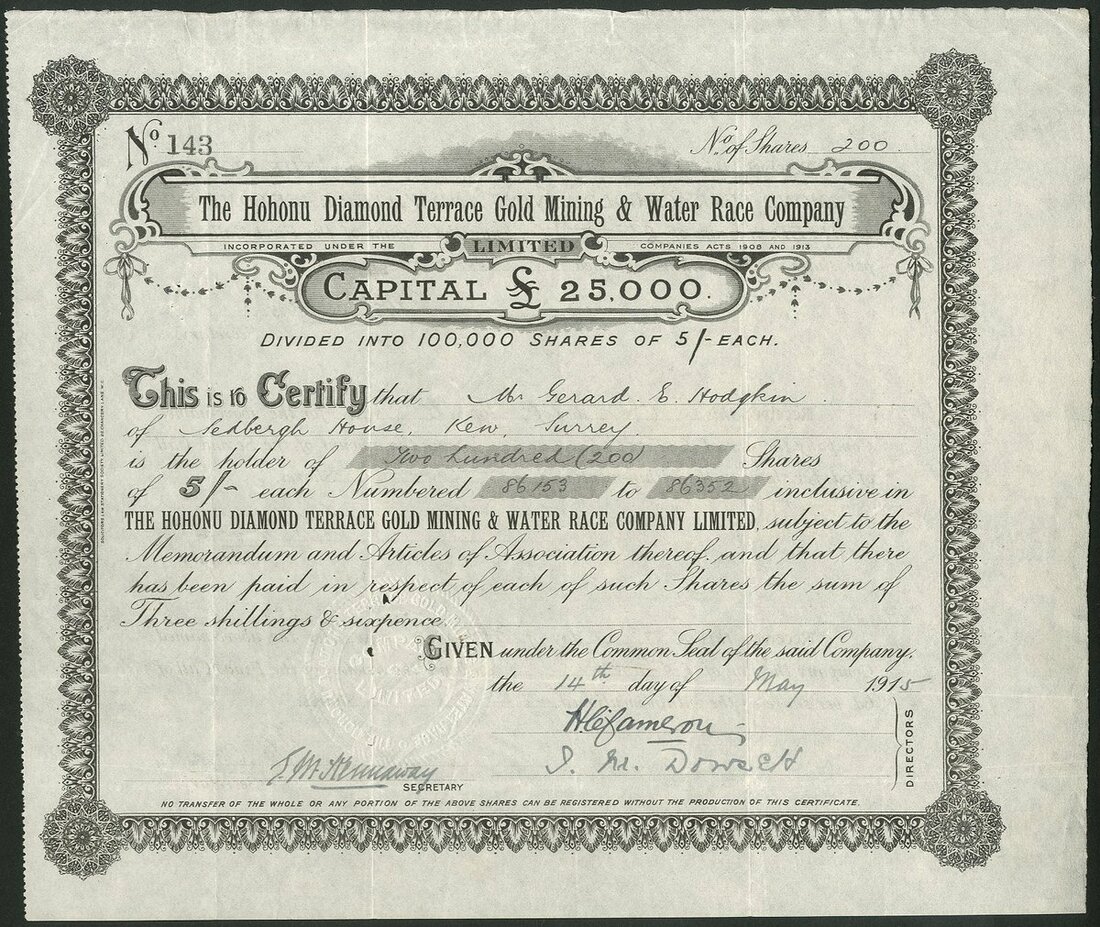 No 143
No. of Shares 200
The Hohonu Diamond Terrace Gold Mining & Water Race Company
INCORPORATED UNDER THE LIMITED COMPANIES ACTS 1908 AND 1913
CAPITAL £ 25,000.
DIVIDED INTO 100,000 SHARES OF 5/- EACH.
This is to Certify that Mr Gerard. E. Hodgkin
of Sedbergh House, Kew, Surrey
is the holder of Two hundred (200) Shares
of 5/- each Numbered 86153 to 86352 inclusive in
THE HOHONU DIAMOND TERRACE GOLD MINING & WATER RACE COMPANY LIMITED, subject to the
Memorandum and Articles of Association thereof, and that there
has been paid in respect of each of such Shares the sum of
Three shillings & sixpence.
GIVEN under the Common Seal of the said Company,
the 14th day of May 1915
LIMITED
DIRECTORS
SECRETARY
NO TRANSFER OF THE WHOLE OR ANY PORTION OF THE ABOVE SHARES CAN BE REGISTERED WITHOUT THE PRODUCTION OF THIS CERTIFICATE.